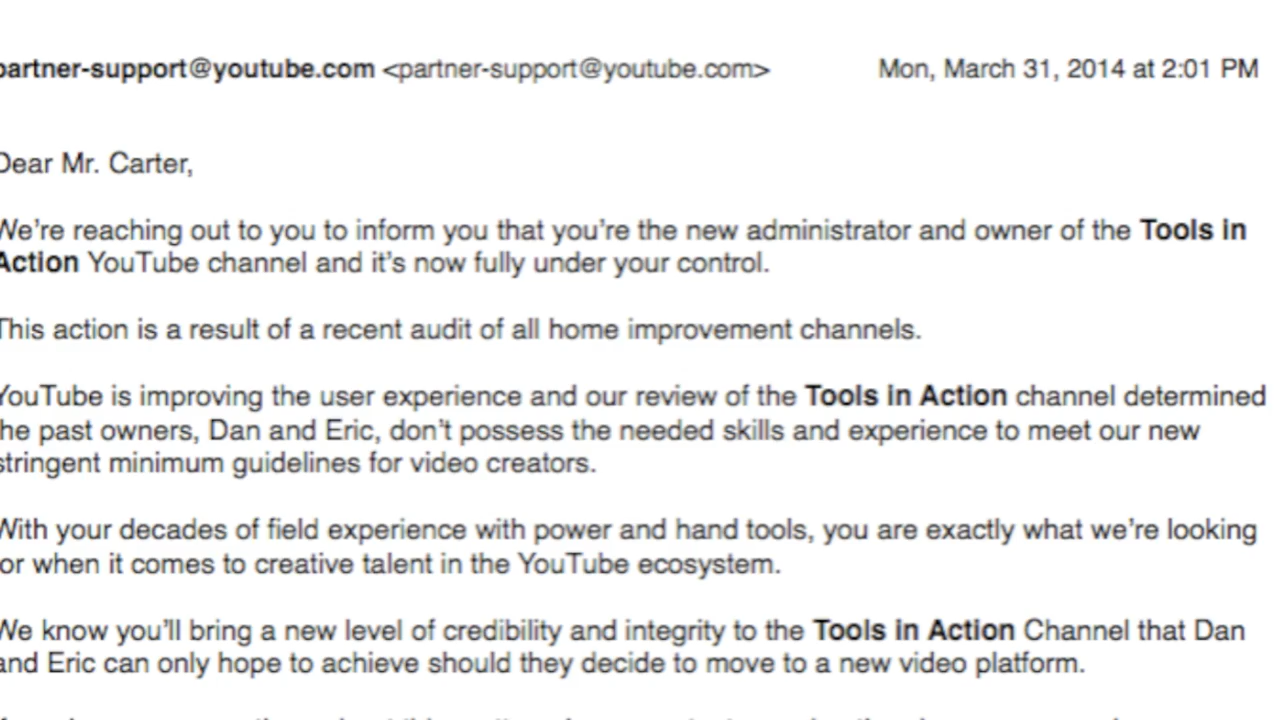 partner-support@youtube.com <partner-support@youtube.com> Mon, March 31, 2014 at 2:01 PM
Dear Mr. Carter,
We're reaching out to you to inform you that you're the new administrator and owner of the Tools in
Action YouTube channel and it's now fully under your control.
This action is a result of a recent audit of all home improvement channels.
YouTube is improving the user experience and our review of the Tools in Action channel determined
the past owners, Dan and Eric, don't possess the needed skills and experience to meet our new
stringent minimum guidelines for video creators.
With your decades of field experience with power and hand tools, you are exactly what we're looking
for when it comes to creative talent in the YouTube ecosystem.
We know you'll bring a new level of credibility and integrity to the Tools in Action Channel that Dan
and Eric can only hope to achieve should they decide to move to a new video platform.